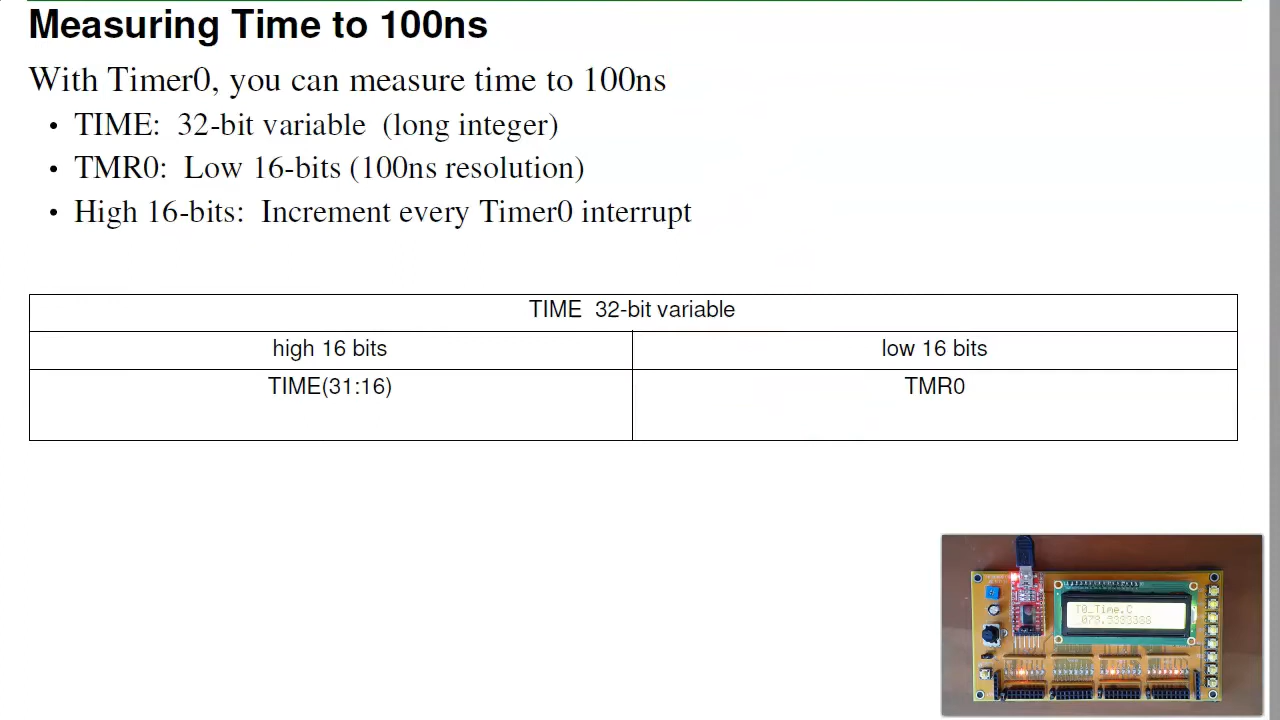 Measuring Time to 100ns
With Timer0, you can measure time to 100ns
• TIME: 32-bit variable (long integer)
• TMR0: Low 16-bits (100ns resolution)
• High 16-bits: Increment every Timer0 interrupt
TIME 32-bit variable
high 16 bits low 16 bits
TIME(31:16) TMR0
T0_Time.C